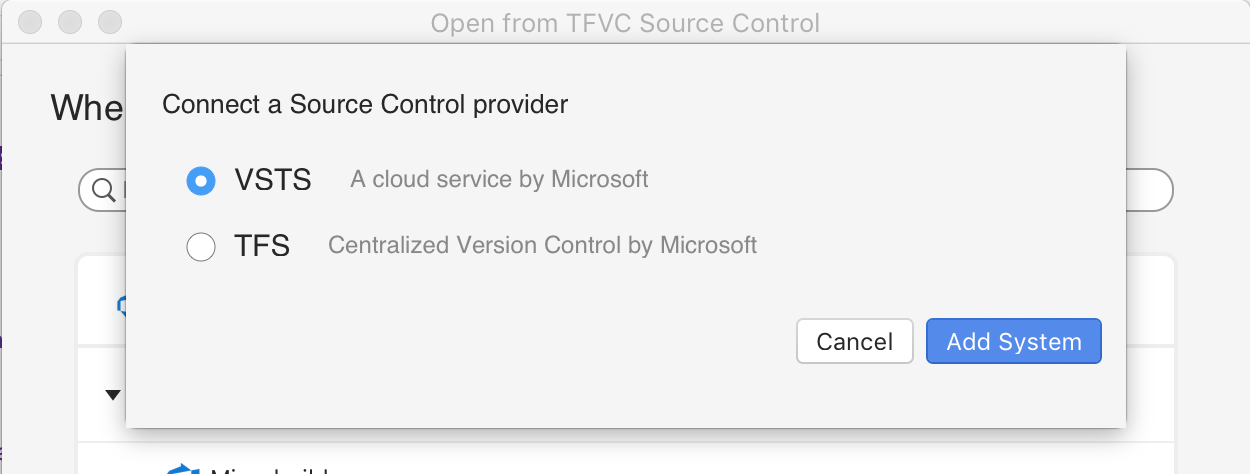 Open from TFVC Source Control
Whe
Connect a Source Control provider
VSTS A cloud service by Microsoft
TFS Centralized Version Control by Microsoft
Cancel Add System